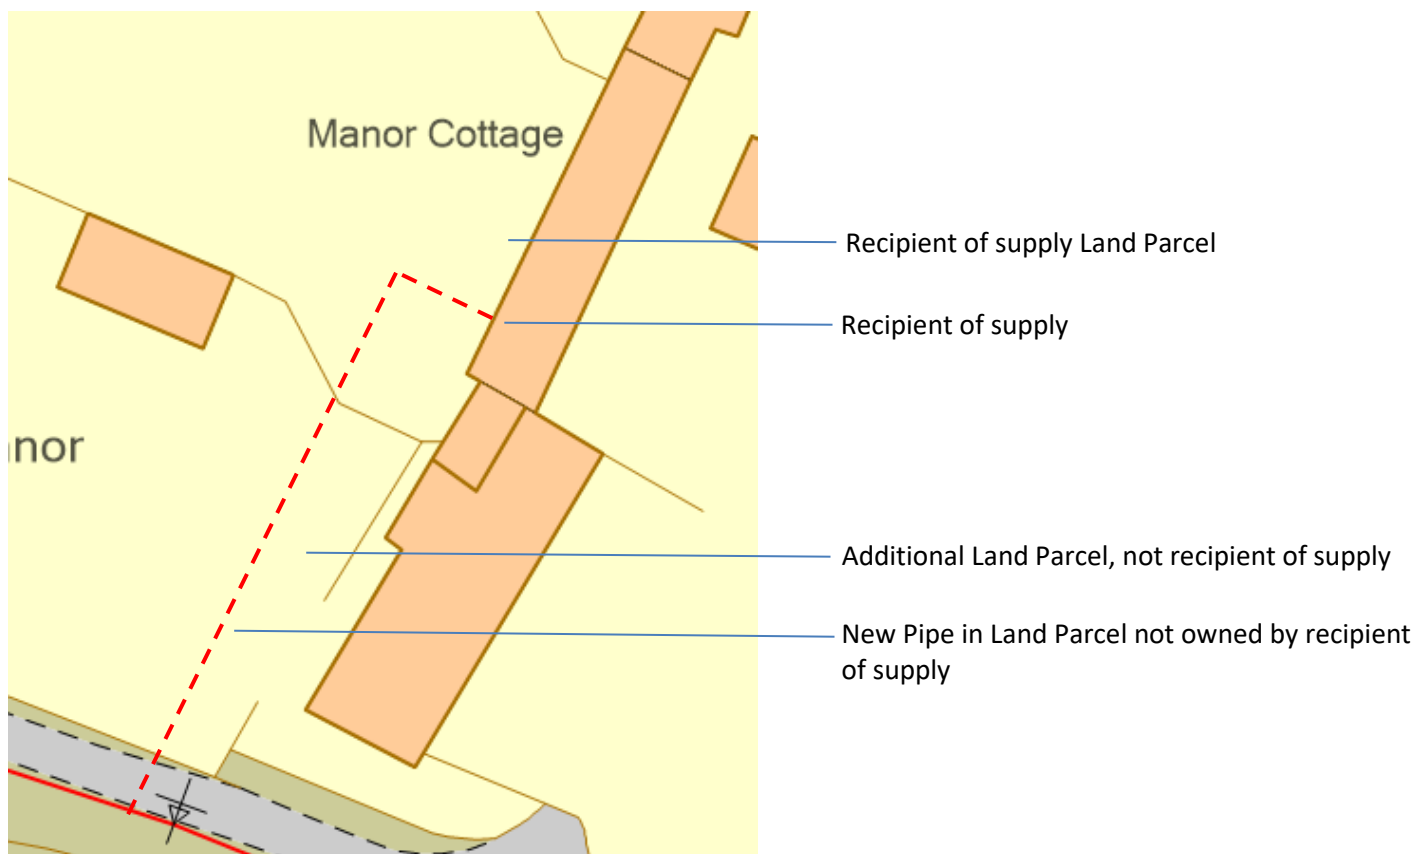 Manor Cottage
Recipient of supply Land Parcel
Recipient of supply
nor
Additional Land Parcel, not recipient of supply
New Pipe in Land Parcel not owned by recipient
of supply